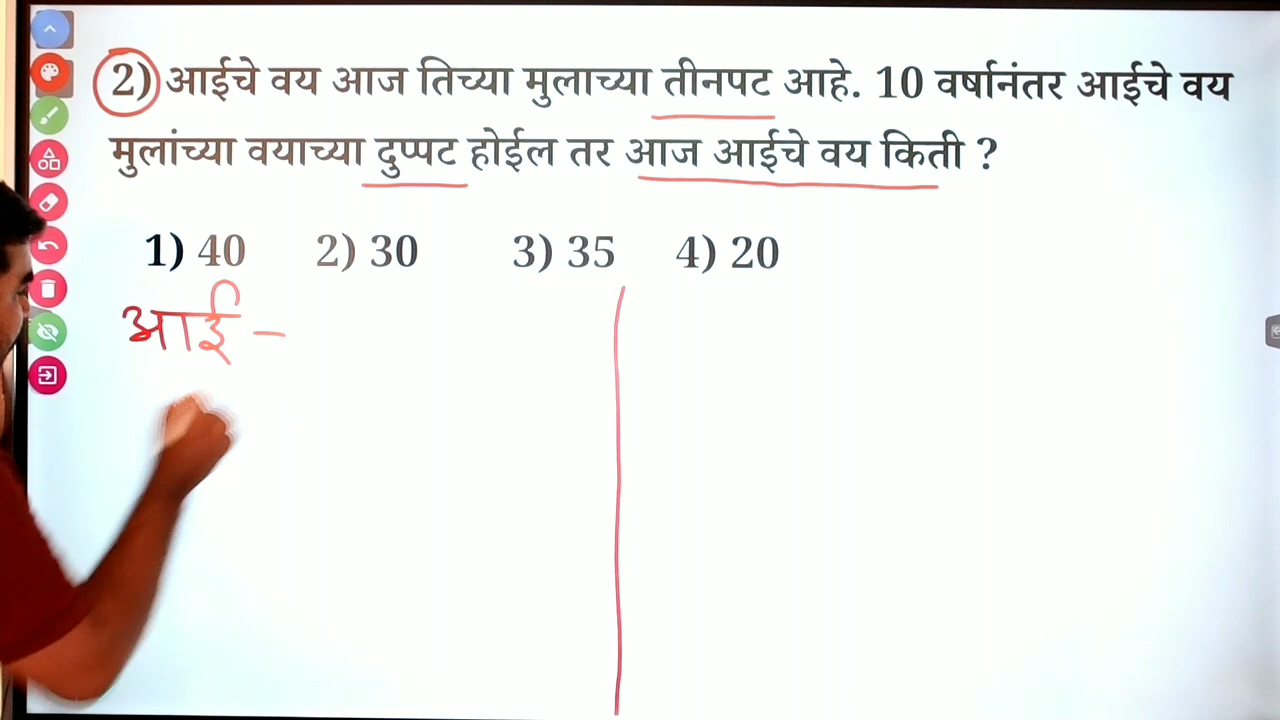 2) आईचे वय आज तिच्या मुलाच्या तीनपट आहे. 10 वर्षानंतर आईचे वय
मुलांच्या वयाच्या दुप्पट होईल तर आज आईचे वय किती ?
1) 40 2) 30 3) 35 4) 20
आई –